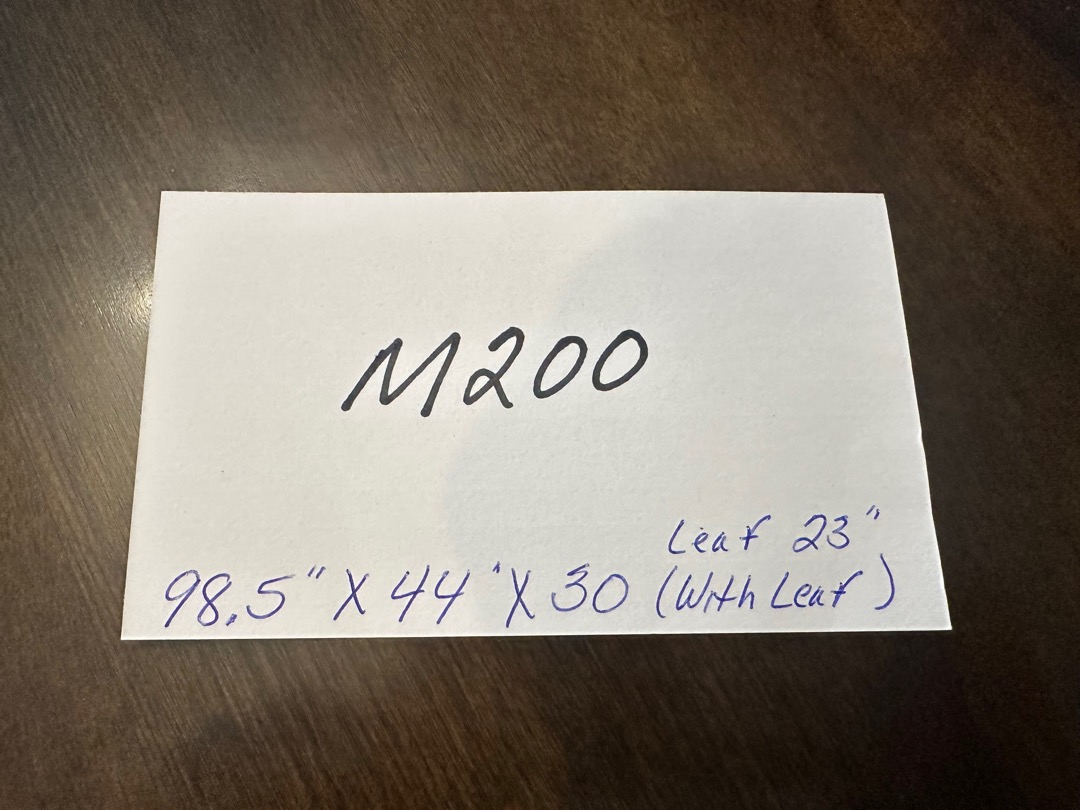 M200
Leaf 23"
98.5" X 44" X 30 (With Leaf)